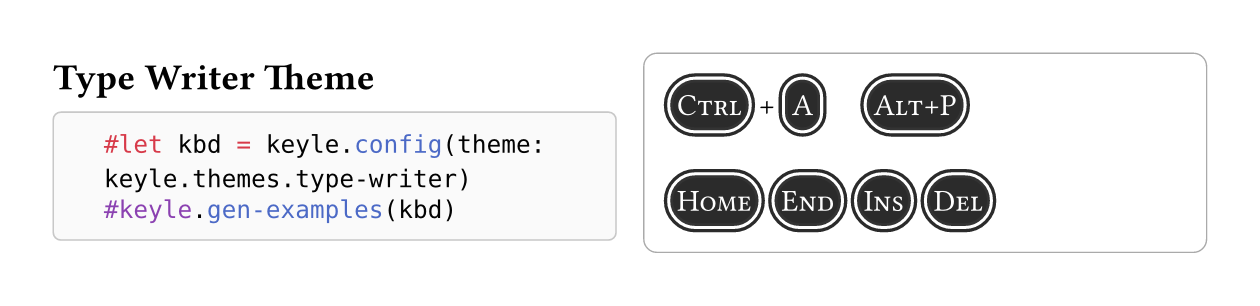 Type Writer Theme
#let kbd = keyle.config(theme:
keyle.themes.type-writer)
#keyle.gen-examples(kbd)
Ctrl + A Alt+P
Home End Ins Del